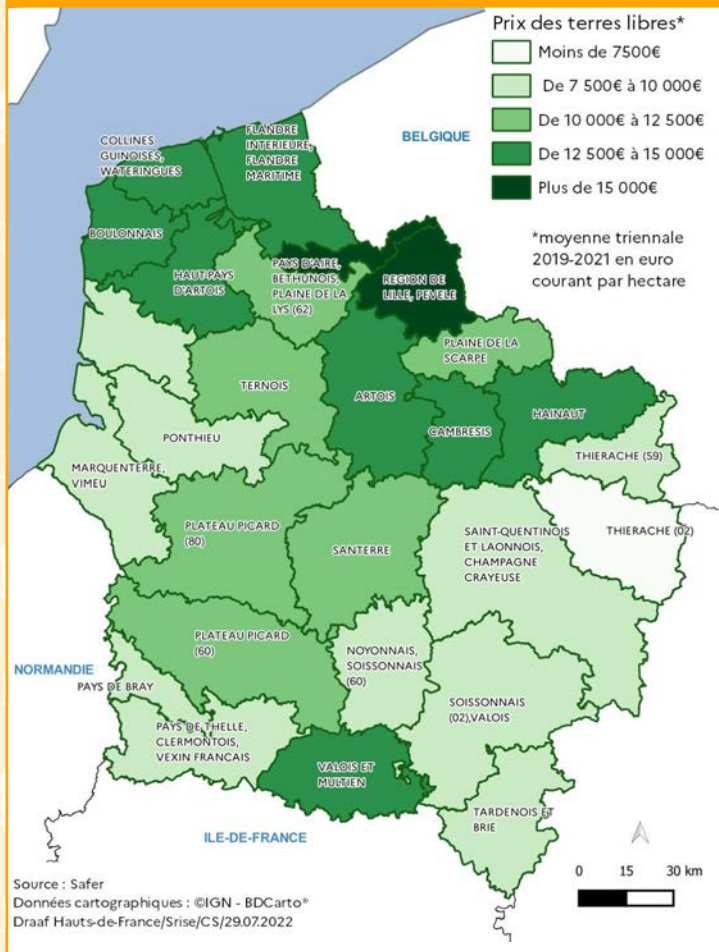 Prix des terres libres*
Moins de 7500€
De 7 500€ à 10 000€
De 10 000€ à 12 500€
De 12 500€ à 15 000€
Plus de 15 000€
*moyenne triennale
2019-2021 en euro
courant par hectare
BELGIQUE
COLLINES
GUINOISES,
WATERINGUES
FLANDRE
INTERIEURE,
FLANDRE
MARITIME
BOULONNAIS
HAUT-PAYS
D'ARTOIS
PAYS D'AIRE,
BETHUNOIS,
PLAINE DE LA
LYS (62)
REGION DE
LILLE, PEVELE
PLAINE DE LA
SCARPE
TERNOIS
ARTOIS
CAMBRESIS
HAINAUT
PONTHIEU
THIERACHE (59)
MARQUENTERRE,
VIMEU
PLATEAU PICARD
(80)
SANTERRE
SAINT-QUENTINOIS
ET LAONNOIS,
CHAMPAGNE
CRAYEUSE
THIERACHE (02)
PLATEAU PICARD
(60)
NOYONNAIS,
SOISSONNAIS
(60)
NORMANDIE
PAYS DE BRAY
SOISSONNAIS
(02),VALOIS
PAYS DE THELLE,
CLERMONTOIS,
VEXIN FRANCAIS
VALOIS ET
MULTIEN
TARDENOIS ET
BRIE
ILE-DE-FRANCE
0 15 30 km
Source : Safer
Données cartographiques : ©IGN - BDCarto®
Draaf Hauts-de-France/Srise/CS/29.07.2022